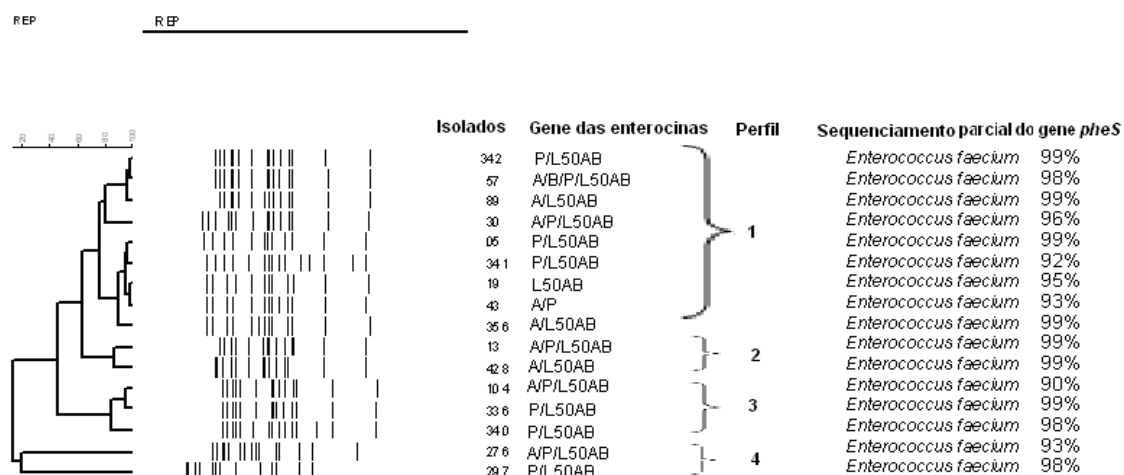 REP REP
20 40 60 80 100
Isolados Gene das enterocinas Perfil Sequenciamento parcial do gene pheS
342 P/L50AB Enterococcus faecium 99%
57 A/B/P/L50AB Enterococcus faecium 98%
89 A/L50AB Enterococcus faecium 99%
30 A/P/L50AB Enterococcus faecium 96%
05 P/L50AB 1 Enterococcus faecium 99%
341 P/L50AB Enterococcus faecium 92%
19 L50AB Enterococcus faecium 95%
43 A/P Enterococcus faecium 93%
356 A/L50AB Enterococcus faecium 99%
13 A/P/L50AB 2 Enterococcus faecium 99%
428 A/L50AB Enterococcus faecium 99%
104 A/P/L50AB Enterococcus faecium 90%
336 P/L50AB 3 Enterococcus faecium 99%
340 P/L50AB Enterococcus faecium 98%
276 A/P/L50AB 4 Enterococcus faecium 93%
297 P/L50AB Enterococcus faecium 98%